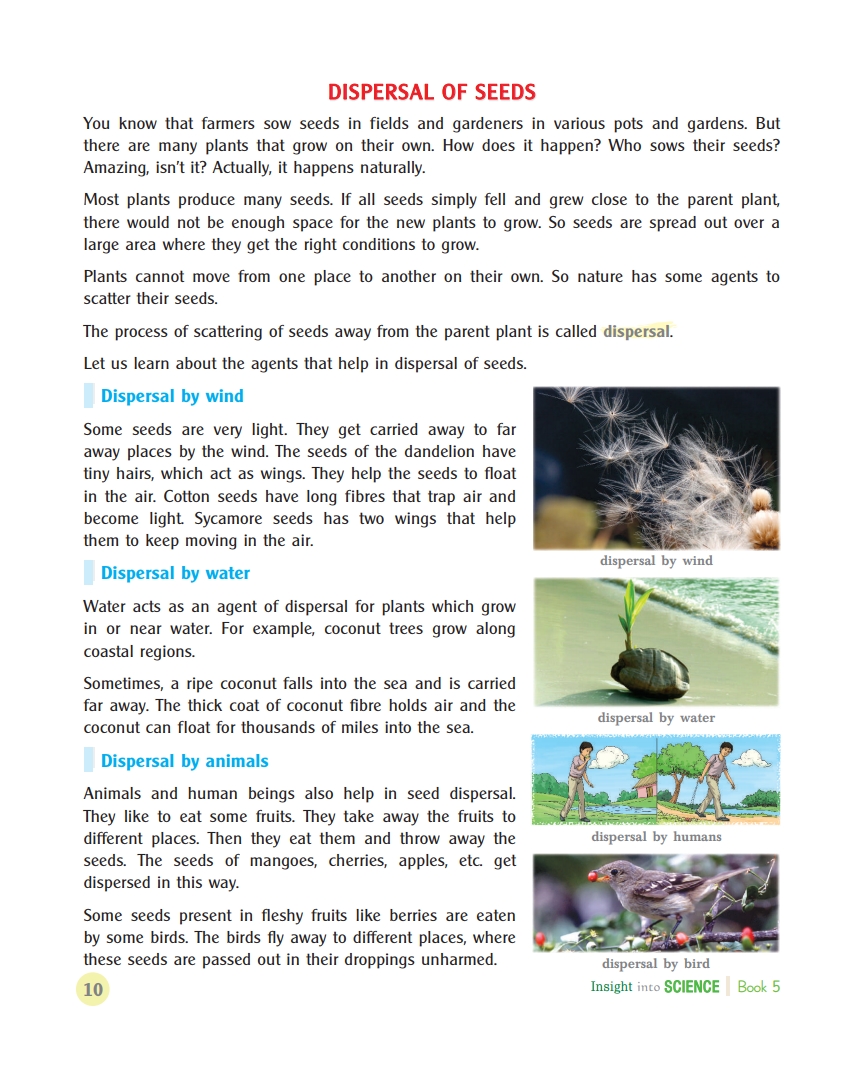 DISPERSAL OF SEEDS
You know that farmers sow seeds in fields and gardeners in various pots and gardens. But
there are many plants that grow on their own. How does it happen? Who sows their seeds?
Amazing, isn't it? Actually, it happens naturally.
Most plants produce many seeds. If all seeds simply fell and grew close to the parent plant,
there would not be enough space for the new plants to grow. So seeds are spread out over a
large area where they get the right conditions to grow.
Plants cannot move from one place to another on their own. So nature has some agents to
scatter their seeds.
The process of scattering of seeds away from the parent plant is called dispersal.
Let us learn about the agents that help in dispersal of seeds.
Dispersal by wind
Some seeds are very light. They get carried away to far
away places by the wind. The seeds of the dandelion have
tiny hairs, which act as wings. They help the seeds to float
in the air. Cotton seeds have long fibres that trap air and
become light. Sycamore seeds has two wings that help
them to keep moving in the air.
dispersal by wind
Dispersal by water
Water acts as an agent of dispersal for plants which grow
in or near water. For example, coconut trees grow along
coastal regions.
Sometimes, a ripe coconut falls into the sea and is carried
far away. The thick coat of coconut fibre holds air and the
coconut can float for thousands of miles into the sea.
dispersal by water
Dispersal by animals
Animals and human beings also help in seed dispersal.
They like to eat some fruits. They take away the fruits to
different places. Then they eat them and throw away the
seeds. The seeds of mangoes, cherries, apples, etc. get
dispersed in this way.
dispersal by humans
Some seeds present in fleshy fruits like berries are eaten
by some birds. The birds fly away to different places, where
these seeds are passed out in their droppings unharmed.
dispersal by bird
10
Insight into SCIENCE Book 5